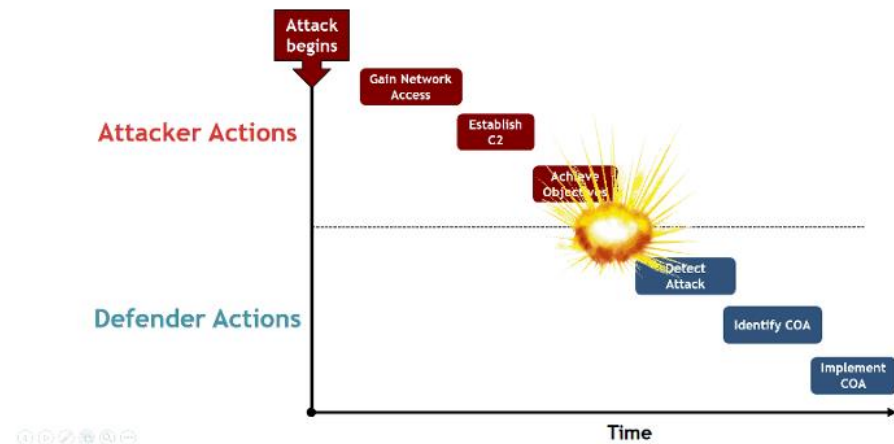 Attack
begins
Gain Network
Access
Attacker Actions
Establish
C2
Achieve
Objectives
Detect
Attack
Defender Actions
Identify COA
Implement
COA
Time